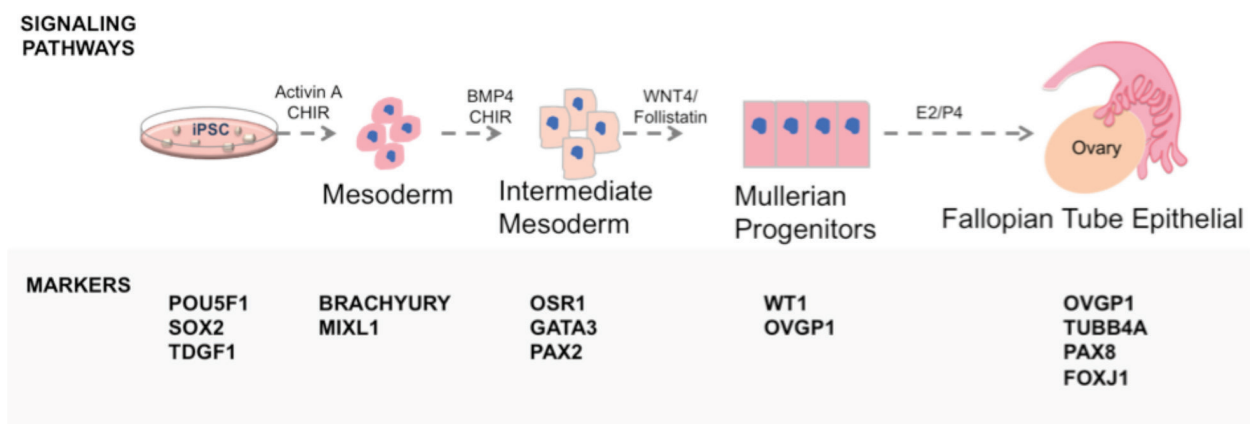 SIGNALING
PATHWAYS
iPSC
Activin A
CHIR
Mesoderm
BMP4
CHIR
Intermediate
Mesoderm
WNT4/
Follistatin
Mullerian
Progenitors
E2/P4
Ovary
Fallopian Tube Epithelial
MARKERS
POU5F1
SOX2
TDGF1
BRACHYURY
MIXL1
OSR1
GATA3
PAX2
WT1
OVGP1
OVGP1
TUBB4A
PAX8
FOXJ1